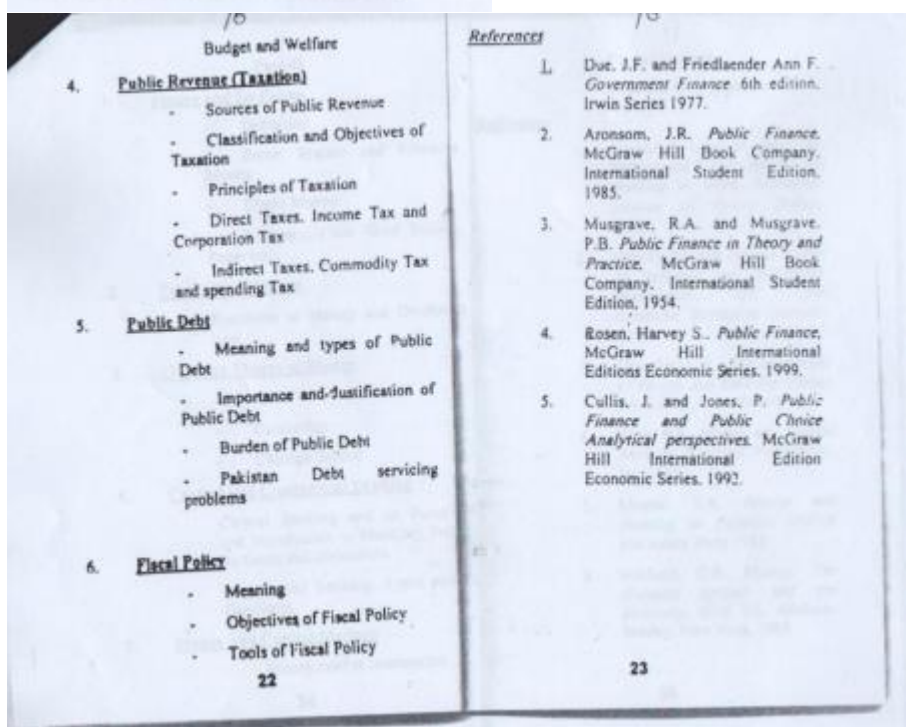 10
Budget and Welfare
4. Public Revenue (Taxation)
- Sources of Public Revenue
- Classification and Objectives of
Taxation
- Principles of Taxation
- Direct Taxes, Income Tax and
Corporation Tax
- Indirect Taxes, Commodity Tax
and spending Tax
5. Public Debt
- Meaning and types of Public
Debt
- Importance and Justification of
Public Debt
- Burden of Public Debt
- Pakistan Debt servicing
problems
6. Fiscal Policy
- Meaning
- Objectives of Fiscal Policy
- Tools of Fiscal Policy
22
References
1. Due, J.F. and Friedlaender Ann F.
Government Finance 6th edition,
Irwin Series 1977.
2. Aronsom, J.R. Public Finance,
McGraw Hill Book Company,
International Student Edition,
1985.
3. Musgrave, R.A. and Musgrave,
P.B. Public Finance in Theory and
Practice, McGraw Hill Book
Company, International Student
Edition, 1954.
4. Rosen, Harvey S., Public Finance,
McGraw Hill International
Editions Economic Series, 1999.
5. Cullis, J. and Jones, P. Public
Finance and Public Choice
Analytical perspectives, McGraw
Hill International Edition
Economic Series, 1992.
23